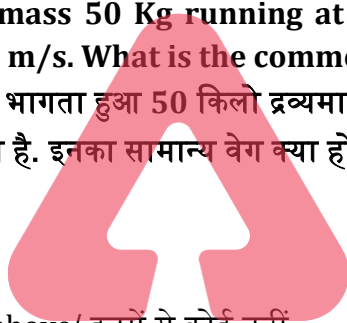 mass 50 Kg running at
m/s. What is the comm
भागता हुआ 50 किलो द्रव्यमा
है. इनका सामान्य वेग क्या हो